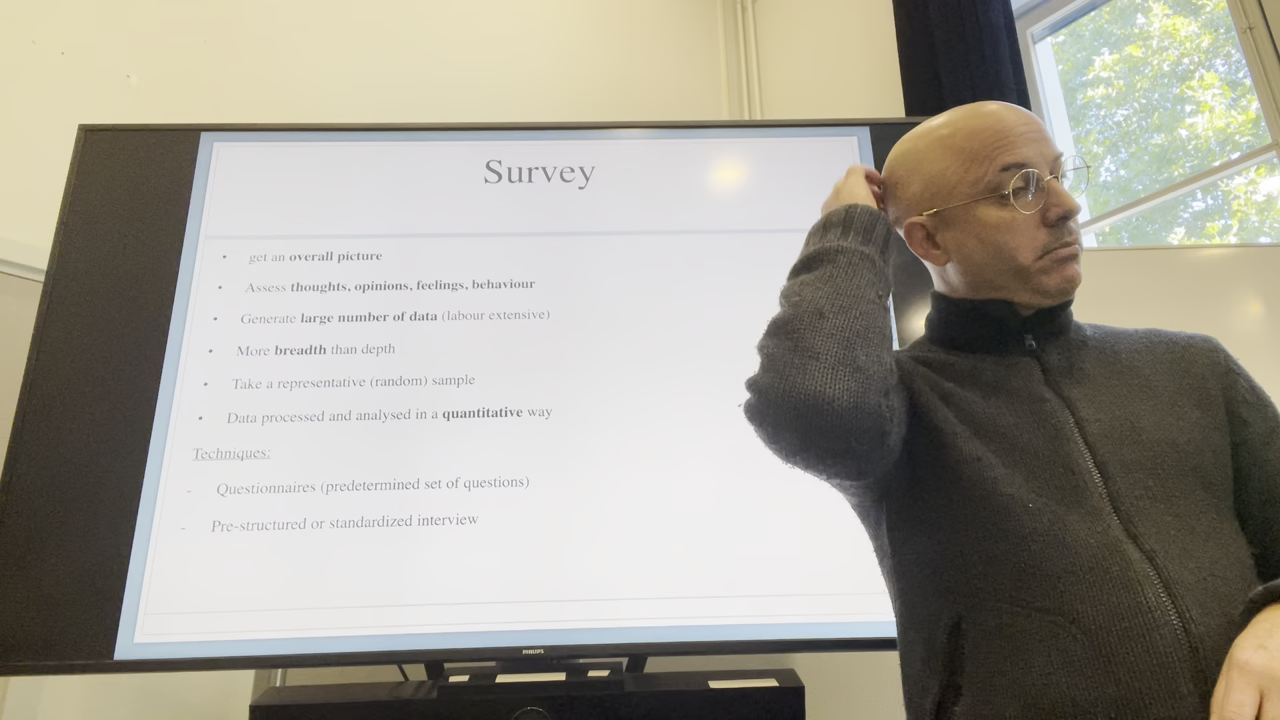 Survey
• get an overall picture
• Assess thoughts, opinions, feelings, behaviour
• Generate large number of data (labour extensive)
• More breadth than depth
• Take a representative (random) sample
• Data processed and analysed in a quantitative way
Techniques:
- Questionnaires (predetermined set of questions)
- Pre-structured or standardized interview
PHILIPS